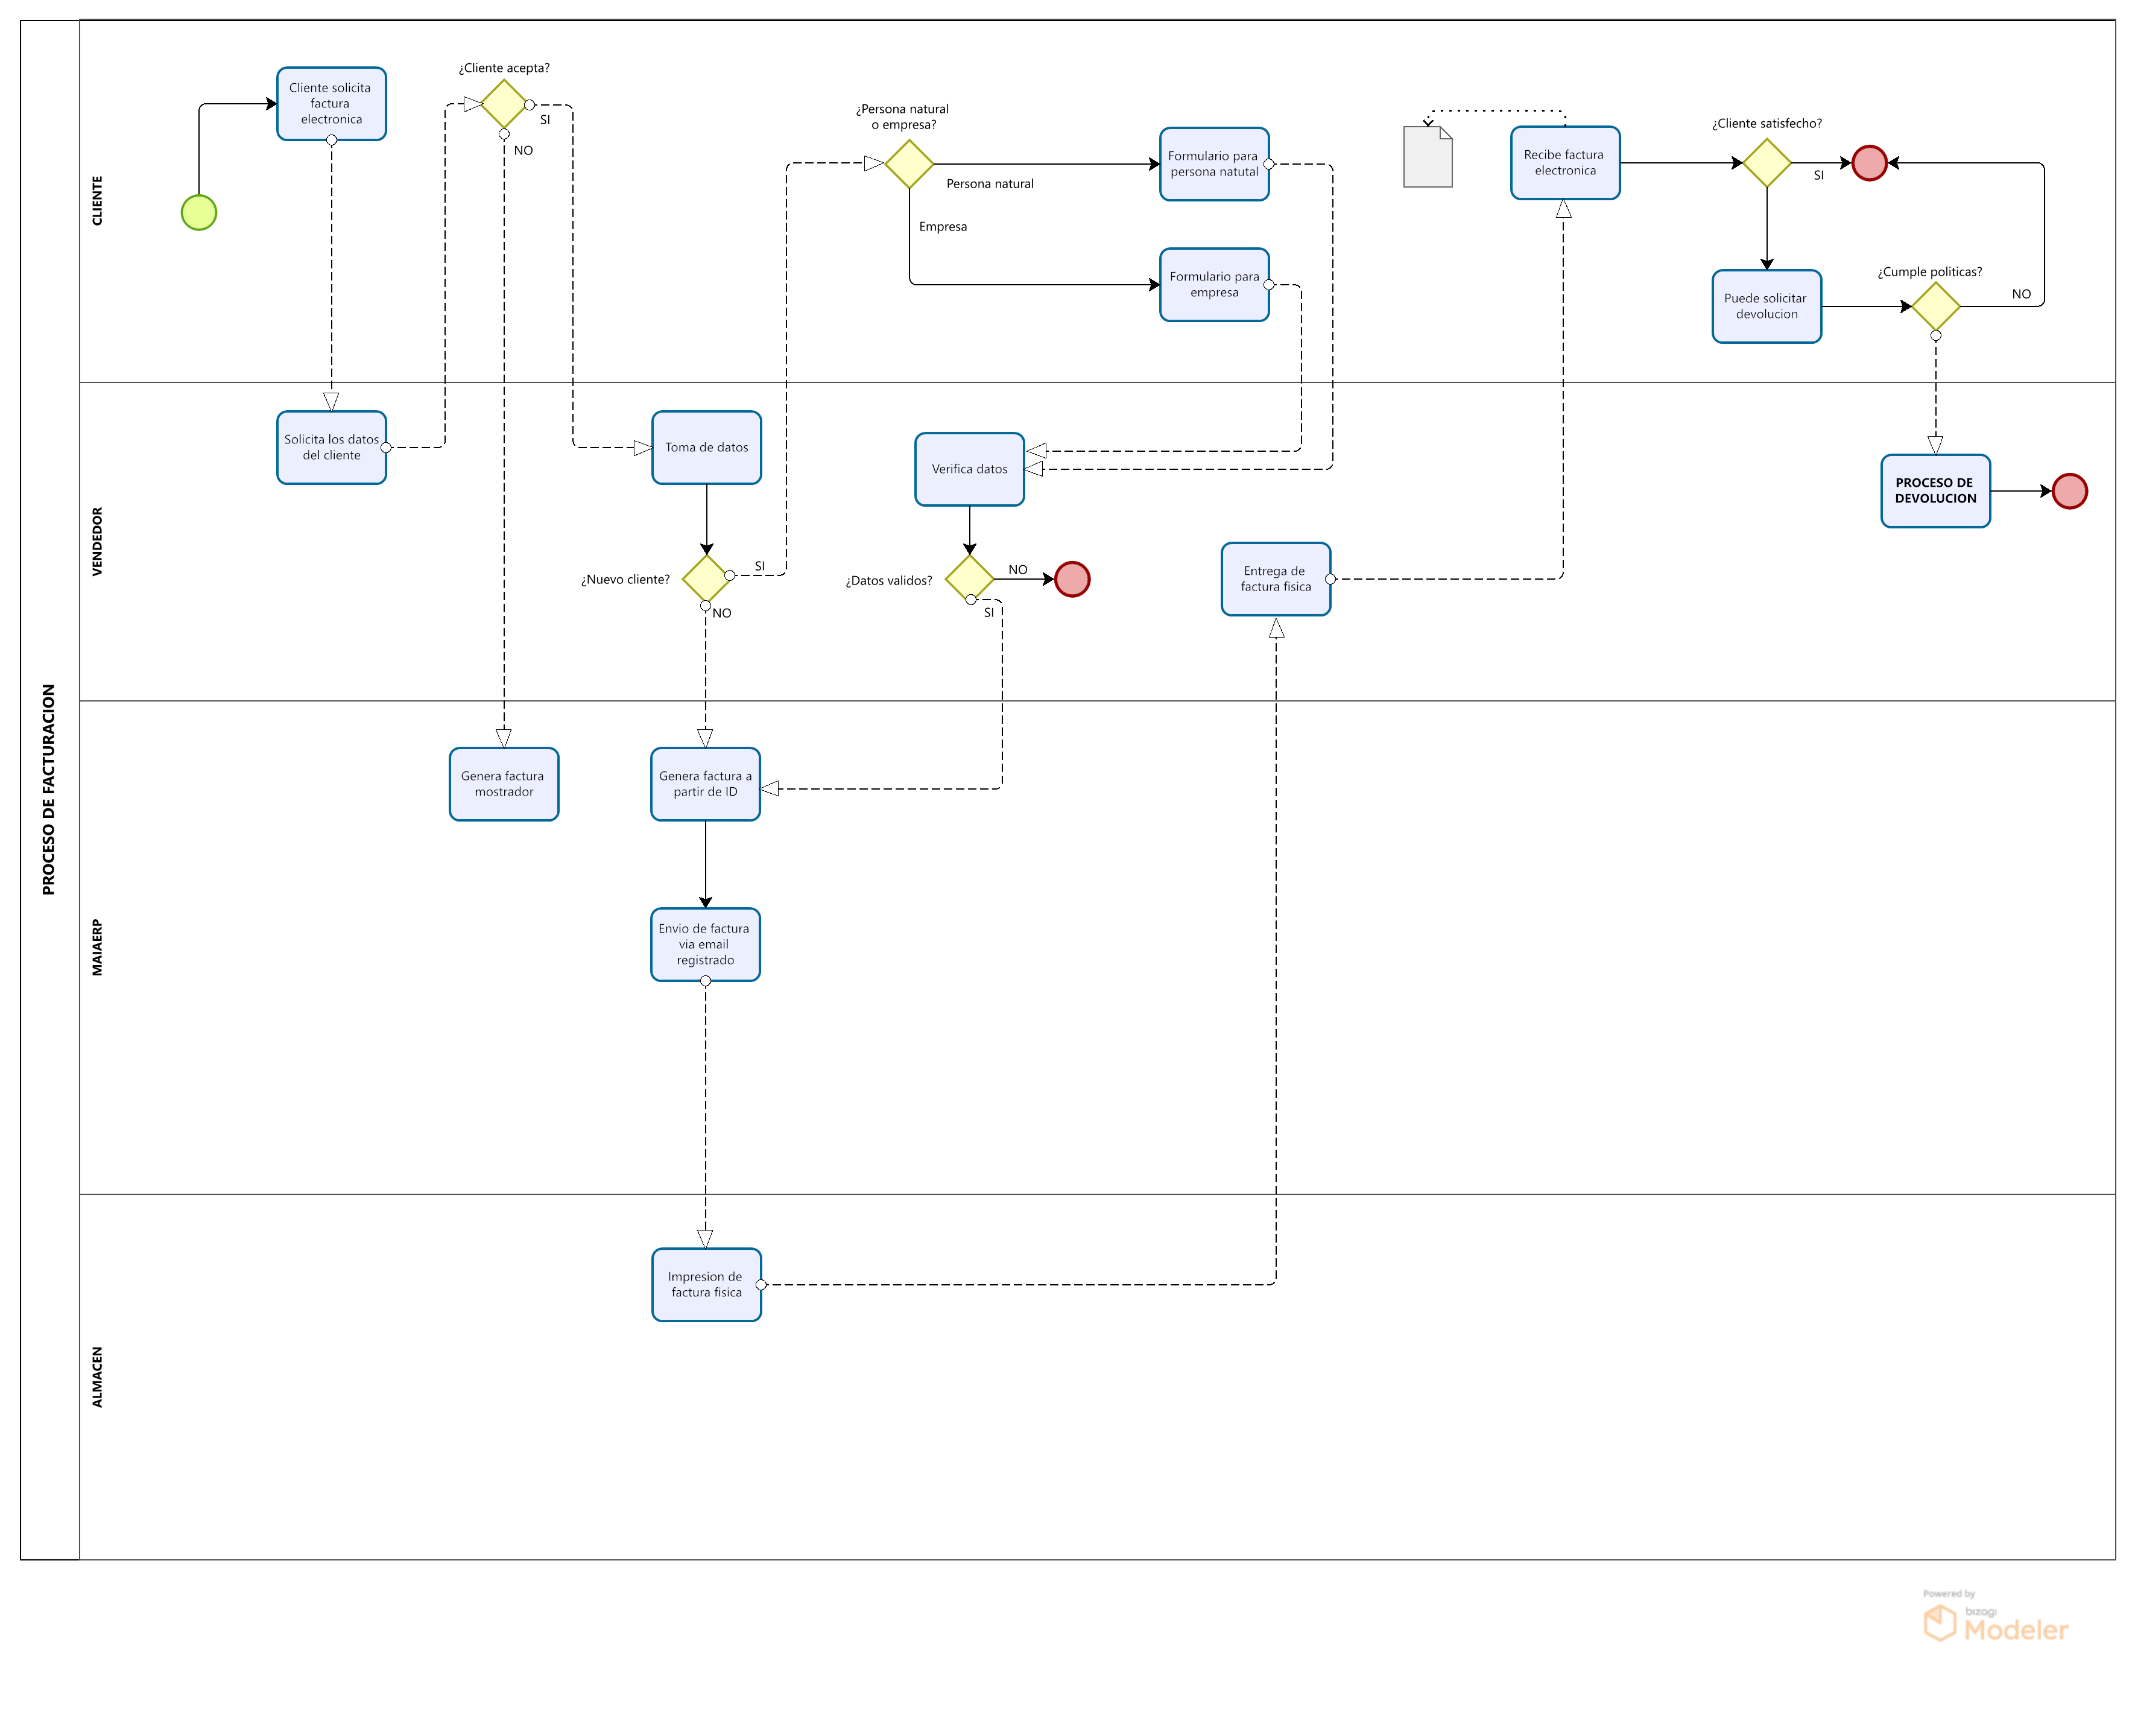 PROCESO DE FACTURACION
CLIENTE
Cliente solicita
factura
electronica
¿Cliente acepta?
SI
NO
¿Persona natural
o empresa?
Persona natural
Empresa
Formulario para
persona natutal
Formulario para
empresa
Recibe factura
electronica
¿Cliente satisfecho?
SI
Puede solicitar
devolucion
¿Cumple politicas?
NO
VENDEDOR
Solicita los datos
del cliente
Toma de datos
¿Nuevo cliente?
SI
NO
Verifica datos
¿Datos validos?
NO
SI
Entrega de
factura fisica
PROCESO DE
DEVOLUCION
MAIAERP
Genera factura
mostrador
Genera factura a
partir de ID
Envio de factura
via email
registrado
ALMACEN
Impresion de
factura fisica
Powered by
bizagi
Modeler